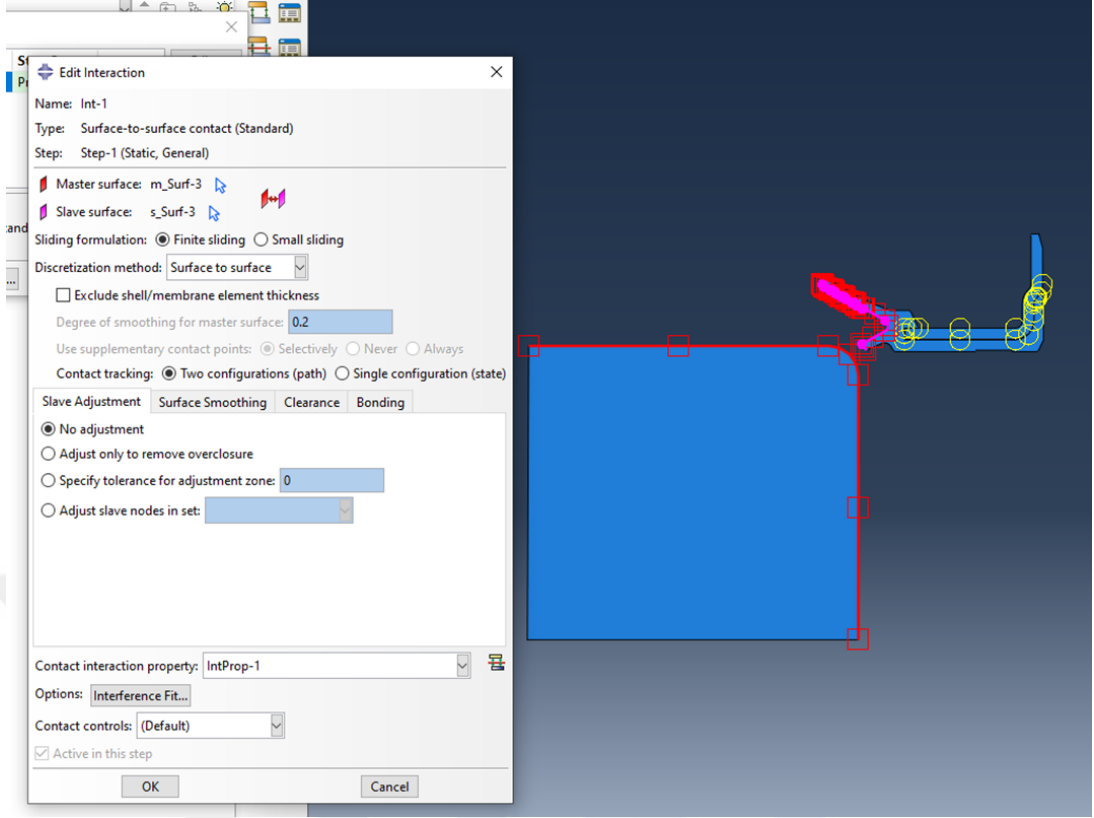 Edit Interaction
Name: Int-1
Type: Surface-to-surface contact (Standard)
Step: Step-1 (Static, General)
Master surface: m_Surf-3
Slave surface: s_Surf-3
Sliding formulation: Finite sliding Small sliding
Discretization method: Surface to surface
Exclude shell/membrane element thickness
Degree of smoothing for master surface: 0.2
Use supplementary contact points: Selectively Never Always
Contact tracking: Two configurations (path) Single configuration (state)
Slave Adjustment Surface Smoothing Clearance Bonding
No adjustment
Adjust only to remove overclosure
Specify tolerance for adjustment zone: 0
Adjust slave nodes in set:
Contact interaction property: IntProp-1
Options: Interference Fit...
Contact controls: (Default)
Active in this step
OK Cancel